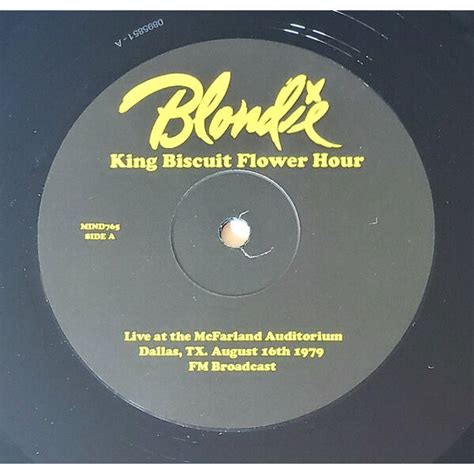 0895851-A
Blondie
King Biscuit Flower Hour
MIND765
SIDE A
Live at the McFarland Auditorium
Dallas, TX. August 16th 1979
FM Broadcast